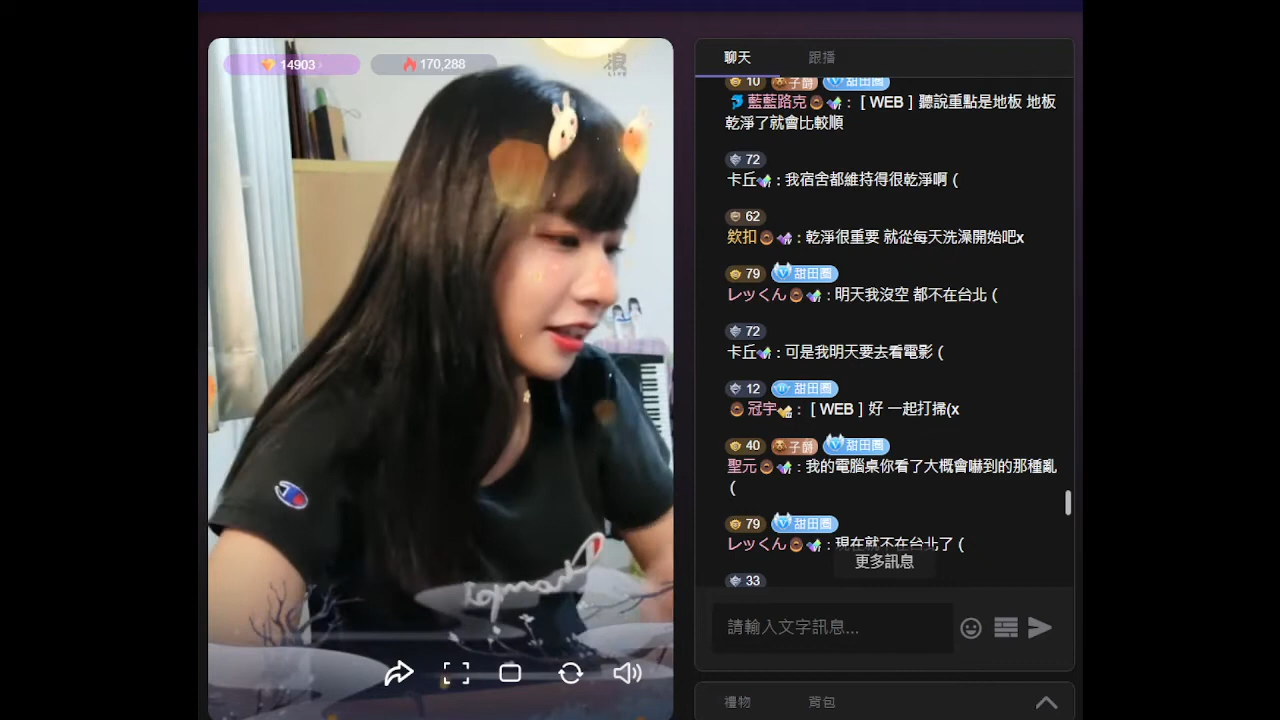 14903
170,288
浪
LIVE
聊天
跟播
10 子爵 甜田圈
藍藍路克 : [ WEB ] 聽說重點是地板 地板
乾淨了就會比較順
72
卡丘 : 我宿舍都維持得很乾淨啊 (
62
欸扣 : 乾淨很重要 就從每天洗澡開始吧x
79 甜田圈
レッくん : 明天我沒空 都不在台北 (
72
卡丘 : 可是我明天要去看電影 (
12 甜田圈
冠宇 : [ WEB ] 好 一起打掃(x
40 子爵 甜田圈
聖元 : 我的電腦桌你看了大概會嚇到的那種亂
(
79 甜田圈
レッくん : 現在就不在台北了 (
更多訊息
33
請輸入文字訊息...
禮物
背包
Champion